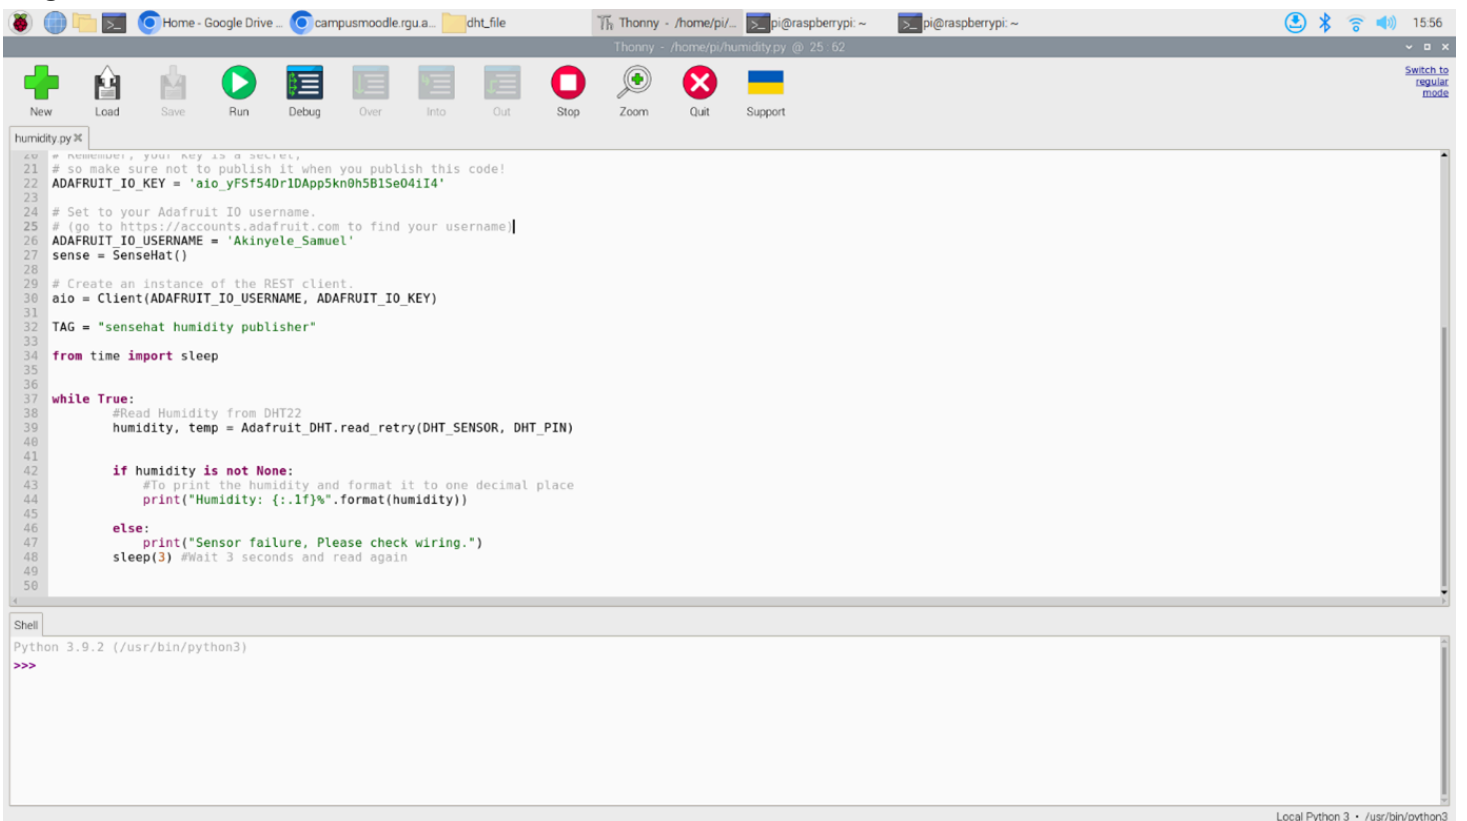 Home - Google Drive ...
campusmoodle.rgu.a...
dht_file
Thonny - /home/pi/...
pi@raspberrypi: ~
pi@raspberrypi: ~
15:56
Thonny - /home/pi/humidity.py @ 25 : 62
New Load Save Run Debug Over Into Out Stop Zoom Quit Support
Switch to
regular
mode
humidity.py
20 # Remember, your key is a secret,
21 # so make sure not to publish it when you publish this code!
22 ADAFRUIT_IO_KEY = 'aio_yFSf54Dr1DApp5kn0h5B1SeO4iI4'
23
24 # Set to your Adafruit IO username.
25 # (go to https://accounts.adafruit.com to find your username)
26 ADAFRUIT_IO_USERNAME = 'Akinyele_Samuel'
27 sense = SenseHat()
28
29 # Create an instance of the REST client.
30 aio = Client(ADAFRUIT_IO_USERNAME, ADAFRUIT_IO_KEY)
31
32 TAG = "sensehat humidity publisher"
33
34 from time import sleep
35
36
37 while True:
38 #Read Humidity from DHT22
39 humidity, temp = Adafruit_DHT.read_retry(DHT_SENSOR, DHT_PIN)
40
41
42 if humidity is not None:
43 #To print the humidity and format it to one decimal place
44 print("Humidity: {:.1f}%".format(humidity))
45
46 else:
47 print("Sensor failure, Please check wiring.")
48 sleep(3) #Wait 3 seconds and read again
49
50
Shell
Python 3.9.2 (/usr/bin/python3)
>>>
Local Python 3 • /usr/bin/python3